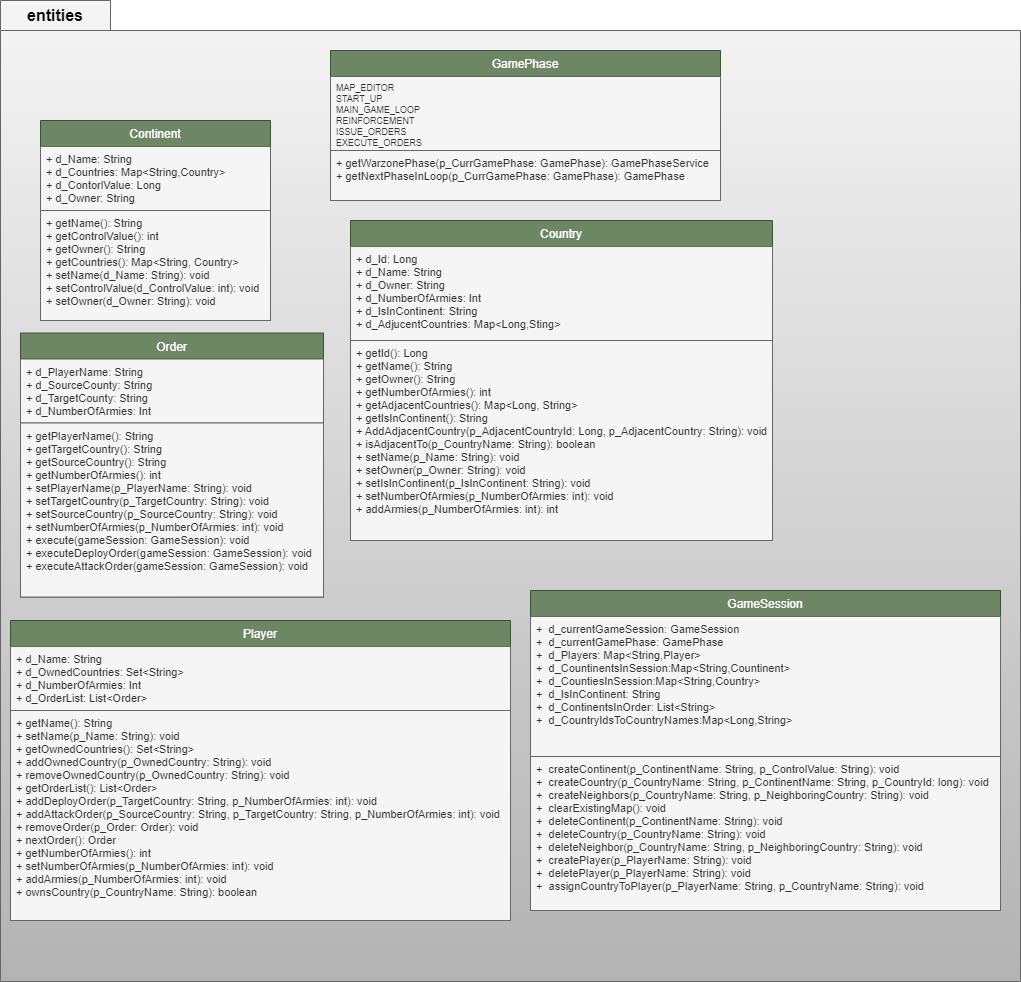 entities
GamePhase
MAP_EDITOR
START_UP
MAIN_GAME_LOOP
REINFORCEMENT
ISSUE_ORDERS
EXECUTE_ORDERS
+ getWarzonePhase(p_CurrGamePhase: GamePhase): GamePhaseService
+ getNextPhaseInLoop(p_CurrGamePhase: GamePhase): GamePhase
Continent
+ d_Name: String
+ d_Countries: Map<String,Country>
+ d_ContorlValue: Long
+ d_Owner: String
+ getName(): String
+ getControlValue(): int
+ getOwner(): String
+ getCountries(): Map<String, Country>
+ setName(d_Name: String): void
+ setControlValue(d_ControlValue: int): void
+ setOwner(d_Owner: String): void
Country
+ d_Id: Long
+ d_Name: String
+ d_Owner: String
+ d_NumberOfArmies: Int
+ d_IsInContinent: String
+ d_AdjucentCountries: Map<Long,Sting>
+ getId(): Long
+ getName(): String
+ getOwner(): String
+ getNumberOfArmies(): int
+ getAdjacentCountries(): Map<Long, String>
+ getIsInContinent(): String
+ AddAdjacentCountry(p_AdjacentCountryId: Long, p_AdjacentCountry: String): void
+ isAdjacentTo(p_CountryName: String): boolean
+ setName(p_Name: String): void
+ setOwner(p_Owner: String): void
+ setIsInContinent(p_IsInContinent: String): void
+ setNumberOfArmies(p_NumberOfArmies: int): void
+ addArmies(p_NumberOfArmies: int): int
Order
+ d_PlayerName: String
+ d_SourceCounty: String
+ d_TargetCounty: String
+ d_NumberOfArmies: Int
+ getPlayerName(): String
+ getTargetCountry(): String
+ getSourceCountry(): String
+ getNumberOfArmies(): int
+ setPlayerName(p_PlayerName: String): void
+ setTargetCountry(p_TargetCountry: String): void
+ setSourceCountry(p_SourceCountry: String): void
+ setNumberOfArmies(p_NumberOfArmies: int): void
+ execute(gameSession: GameSession): void
+ executeDeployOrder(gameSession: GameSession): void
+ executeAttackOrder(gameSession: GameSession): void
Player
+ d_Name: String
+ d_OwnedCountries: Set<String>
+ d_NumberOfArmies: Int
+ d_OrderList: List<Order>
+ getName(): String
+ setName(p_Name: String): void
+ getOwnedCountries(): Set<String>
+ addOwnedCountry(p_OwnedCountry: String): void
+ removeOwnedCountry(p_OwnedCountry: String): void
+ getOrderList(): List<Order>
+ addDeployOrder(p_TargetCountry: String, p_NumberOfArmies: int): void
+ addAttackOrder(p_SourceCountry: String, p_TargetCountry: String, p_NumberOfArmies: int): void
+ removeOrder(p_Order: Order): void
+ nextOrder(): Order
+ getNumberOfArmies(): int
+ setNumberOfArmies(p_NumberOfArmies: int): void
+ addArmies(p_NumberOfArmies: int): void
+ ownsCountry(p_CountryName: String): boolean
GameSession
+ d_currentGameSession: GameSession
+ d_currentGamePhase: GamePhase
+ d_Players: Map<String,Player>
+ d_CountinentsInSession:Map<String,Countinent>
+ d_CountiesInSession:Map<String,Country>
+ d_IsInContinent: String
+ d_ContinentsInOrder: List<String>
+ d_CountryIdsToCountryNames:Map<Long,String>
+ createContinent(p_ContinentName: String, p_ControlValue: String): void
+ createCountry(p_CountryName: String, p_ContinentName: String, p_CountryId: long): void
+ createNeighbors(p_CountryName: String, p_NeighboringCountry: String): void
+ clearExistingMap(): void
+ deleteContinent(p_ContinentName: String): void
+ deleteCountry(p_CountryName: String): void
+ deleteNeighbor(p_CountryName: String, p_NeighboringCountry: String): void
+ createPlayer(p_PlayerName: String): void
+ deletePlayer(p_PlayerName: String): void
+ assignCountryToPlayer(p_PlayerName: String, p_CountryName: String): void